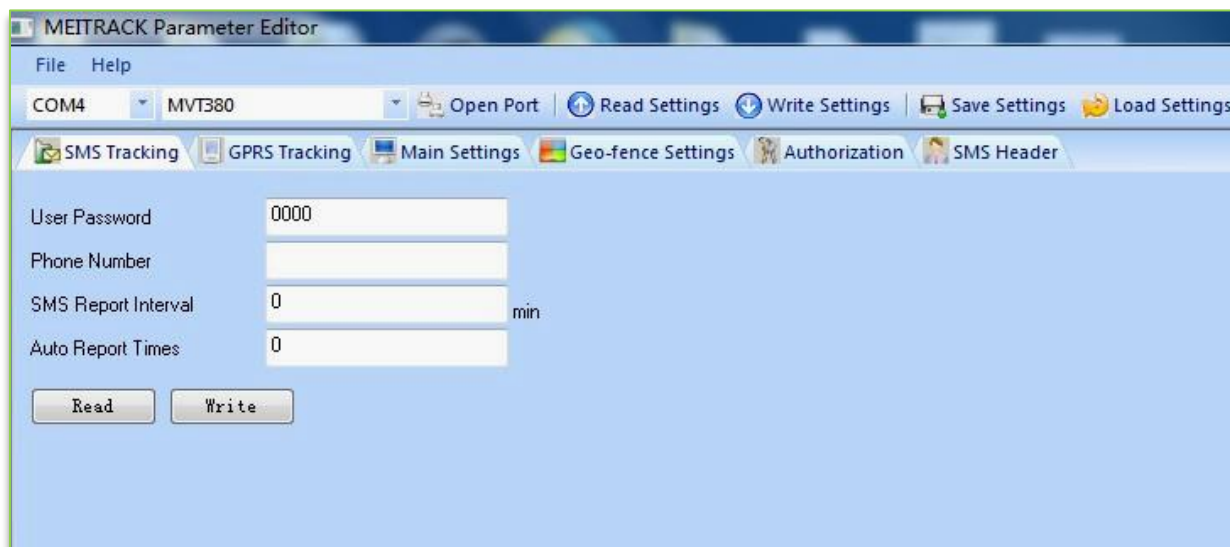 MEITRACK Parameter Editor
File Help
COM4 MVT380 Open Port Read Settings Write Settings Save Settings Load Settings
SMS Tracking GPRS Tracking Main Settings Geo-fence Settings Authorization SMS Header
User Password 0000
Phone Number
SMS Report Interval 0 min
Auto Report Times 0
Read Write